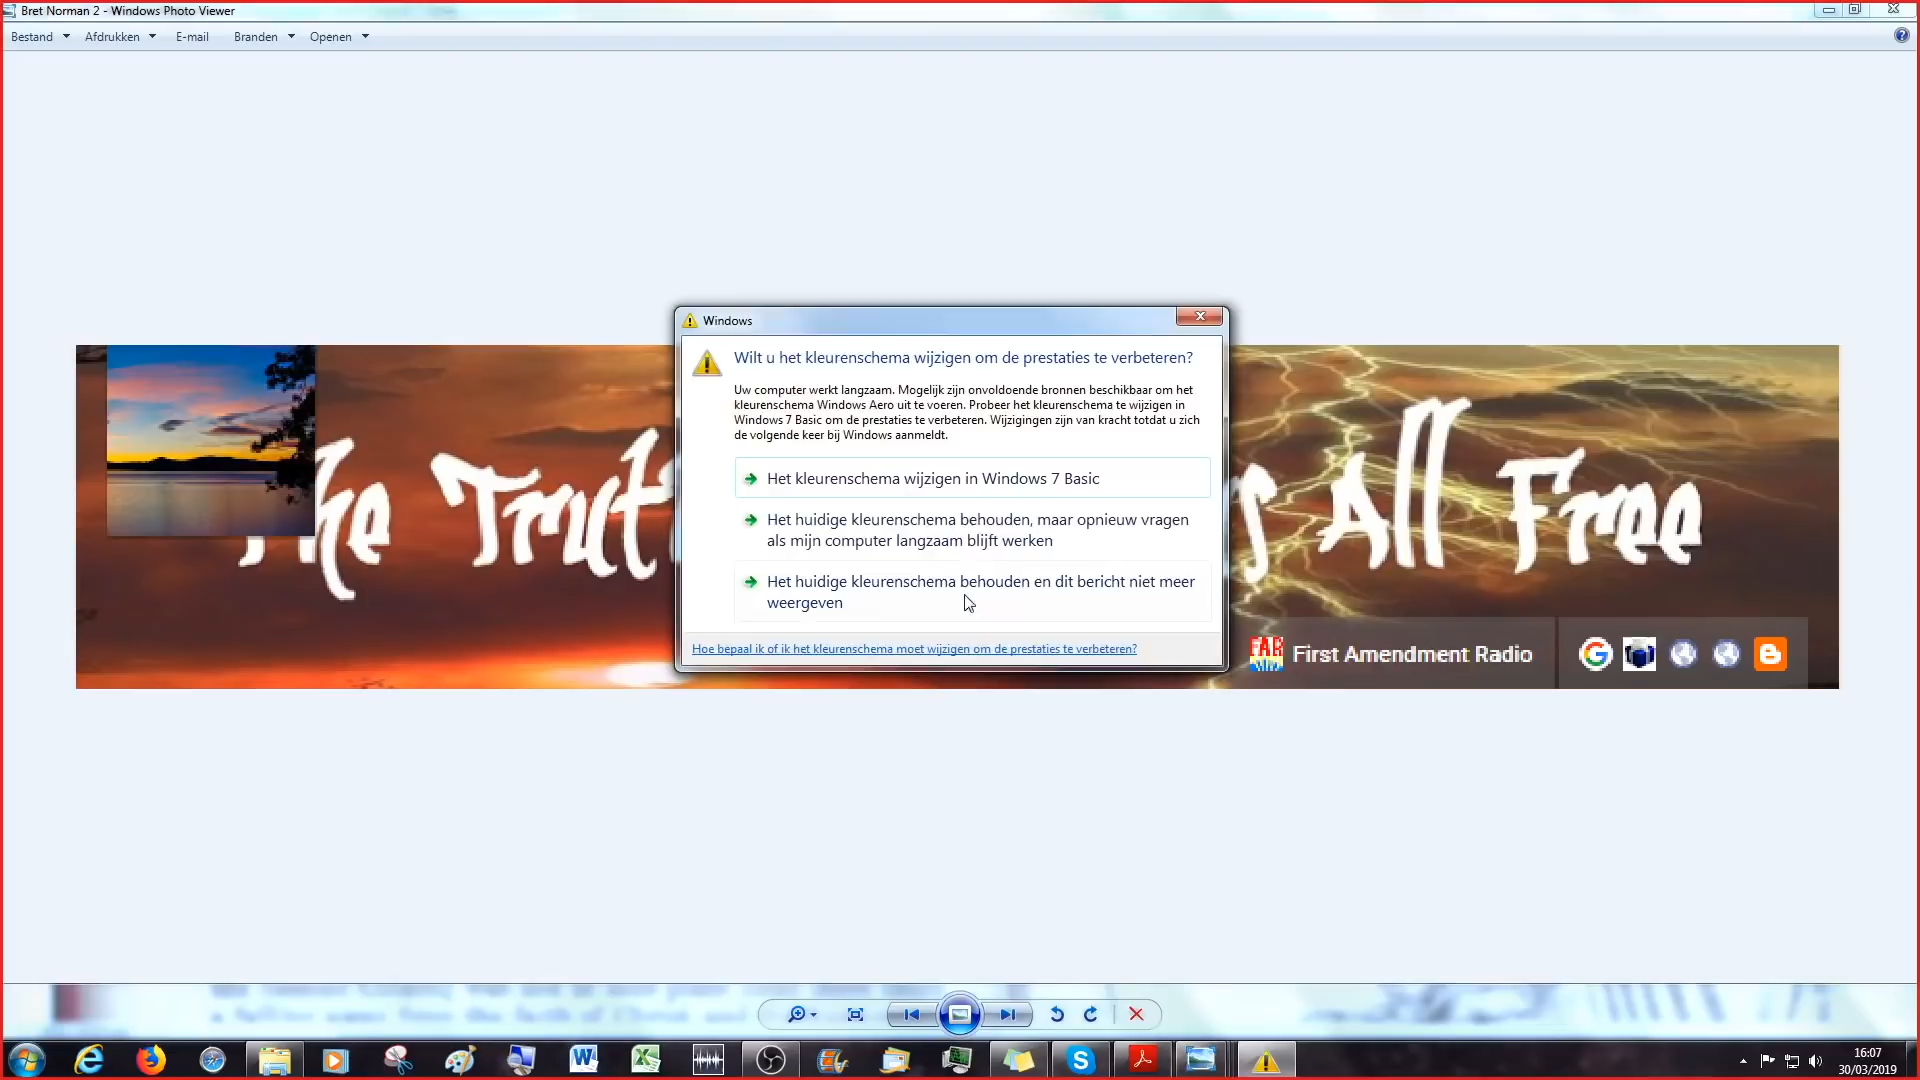 Bret Norman 2 - Windows Photo Viewer
Bestand Afdrukken E-mail Branden Openen
Windows
Wilt u het kleurenschema wijzigen om de prestaties te verbeteren?
Uw computer werkt langzaam. Mogelijk zijn onvoldoende bronnen beschikbaar om het
kleurenschema Windows Aero uit te voeren. Probeer het kleurenschema te wijzigen in
Windows 7 Basic om de prestaties te verbeteren. Wijzigingen zijn van kracht totdat u zich
de volgende keer bij Windows aanmeldt.
Het kleurenschema wijzigen in Windows 7 Basic
Het huidige kleurenschema behouden, maar opnieuw vragen
als mijn computer langzaam blijft werken
Het huidige kleurenschema behouden en dit bericht niet meer
weergeven
Hoe bepaal ik of ik het kleurenschema moet wijzigen om de prestaties te verbeteren?
The Trut
s All Free
FAR
First Amendment Radio
16:07
30/03/2019